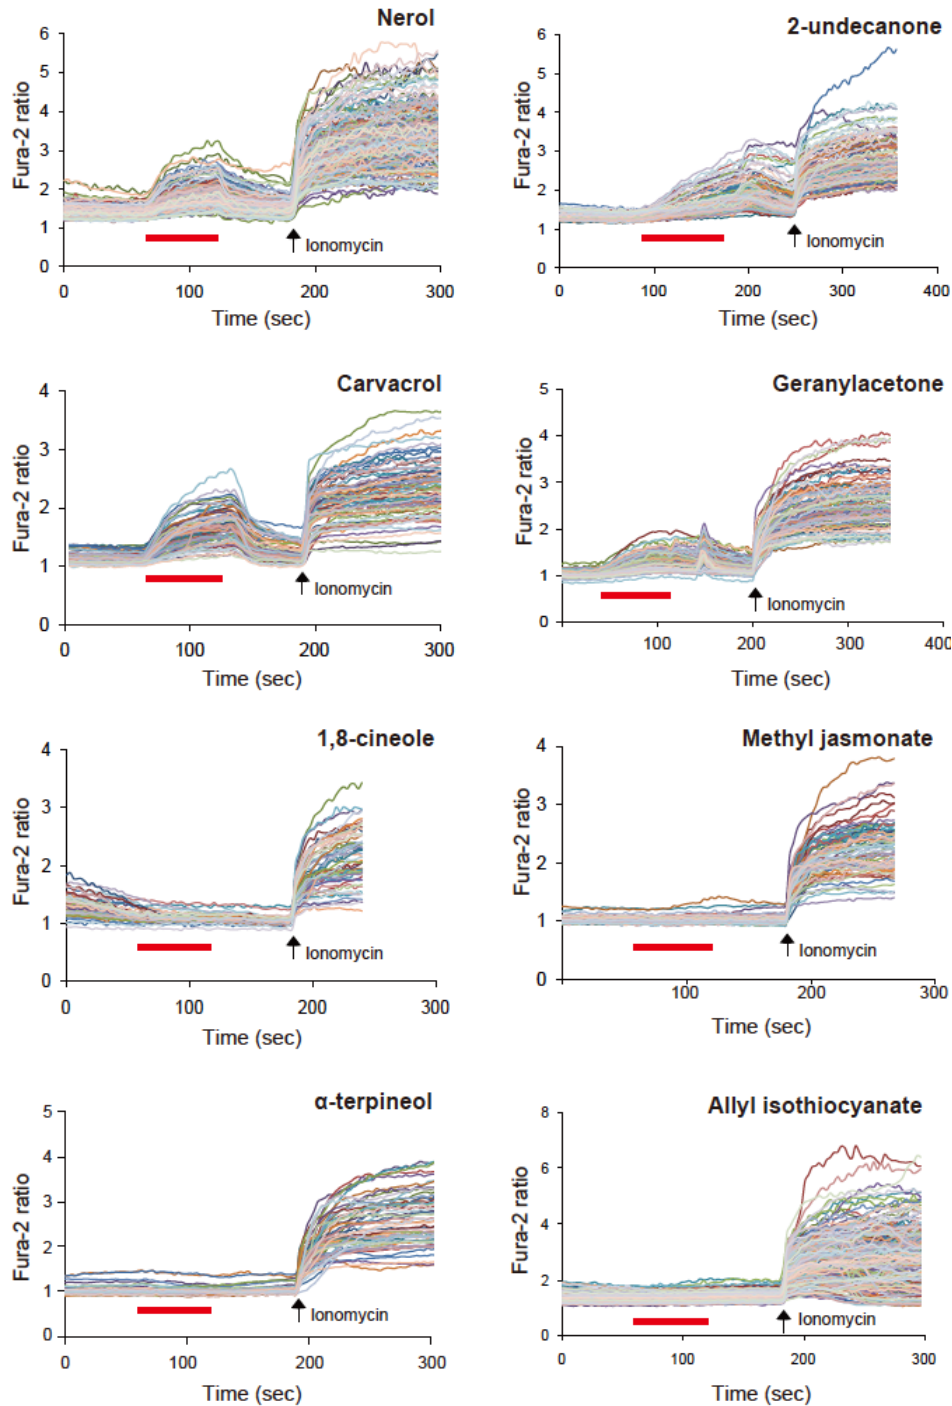 Nerol
6
5
4
3
2
1
0
Fura-2 ratio
Ionomycin
0 100 200 300
Time (sec)
2-undecanone
6
5
4
3
2
1
0
Fura-2 ratio
Ionomycin
0 100 200 300 400
Time (sec)
Carvacrol
4
3
2
1
0
Fura-2 ratio
Ionomycin
0 100 200 300
Time (sec)
Geranylacetone
5
4
3
2
1
0
Fura-2 ratio
Ionomycin
0 100 200 300 400
Time (sec)
1,8-cineole
4
3
2
1
0
Fura-2 ratio
Ionomycin
0 100 200 300
Time (sec)
Methyl jasmonate
4
3
2
1
0
Fura-2 ratio
Ionomycin
100 200 300
Time (sec)
α-terpineol
5
4
3
2
1
0
Fura-2 ratio
Ionomycin
0 100 200 300
Time (sec)
Allyl isothiocyanate
8
6
4
2
0
Fura-2 ratio
Ionomycin
0 100 200 300
Time (sec)